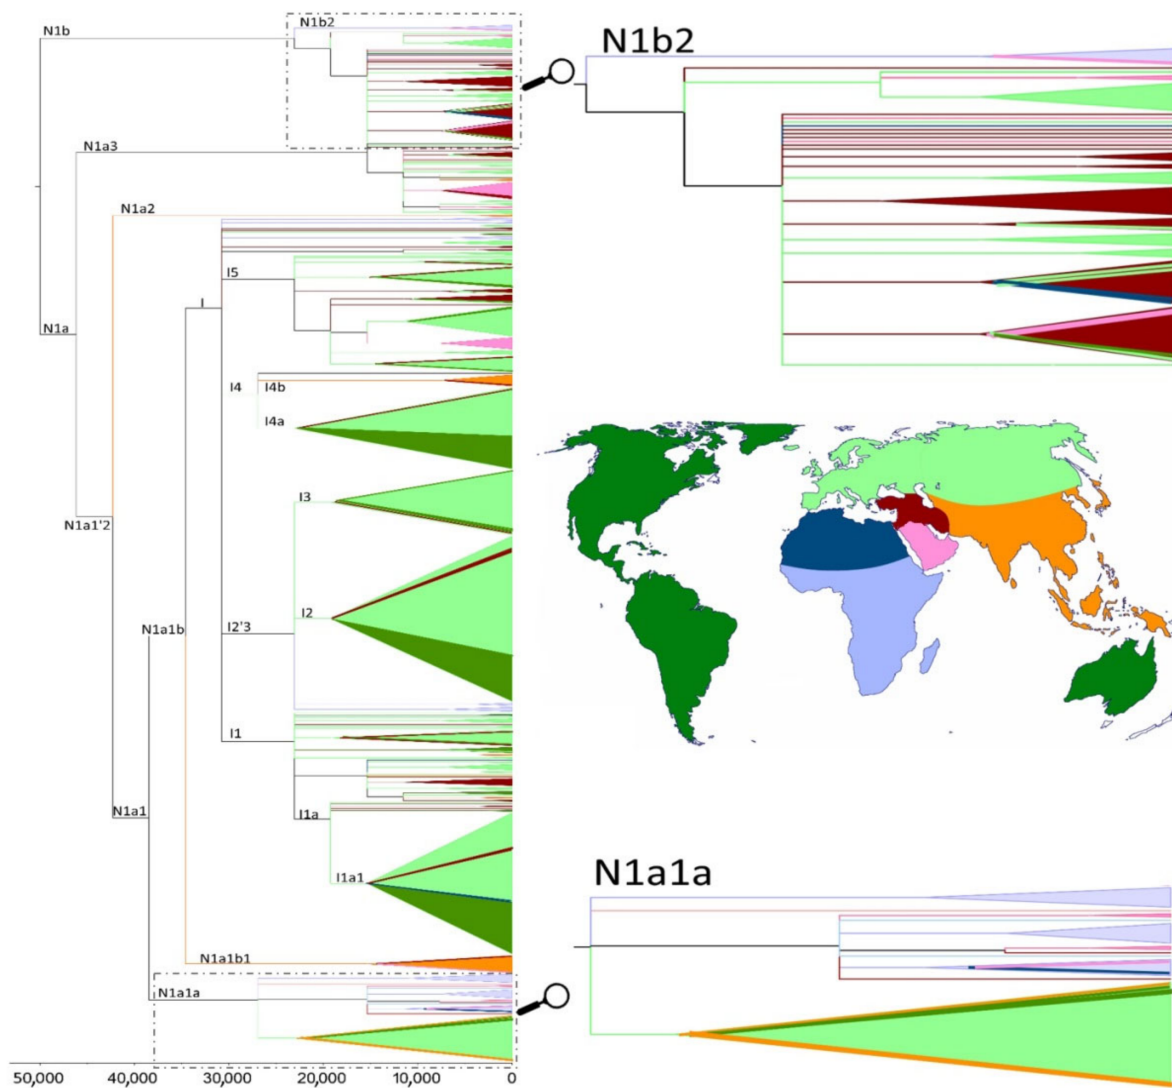 N1b
N1b2
N1a3
N1a2
I5
I
N1a
I4
I4b
I4a
I3
N1a1'2
I2
N1a1b
I2'3
I1
N1a1
I1a
I1a1
N1a1b1
N1a1a
50,000 40,000 30,000 20,000 10,000 0
N1b2
N1a1a